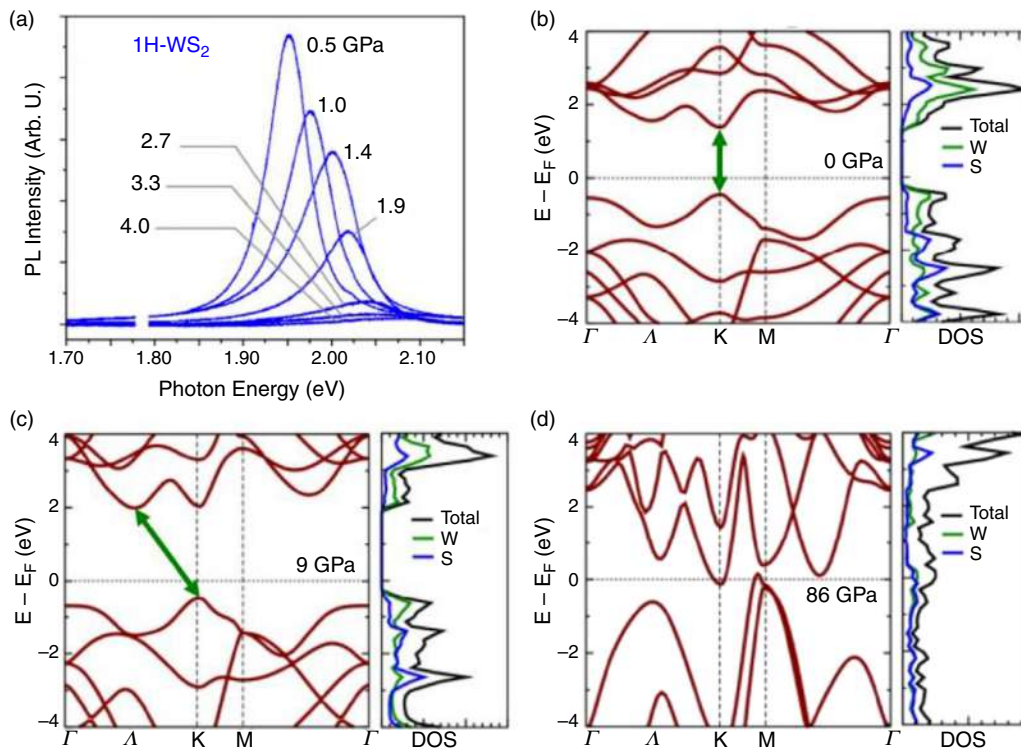 (a)
1H-WS2
0.5 GPa
1.0
1.4
1.9
2.7
3.3
4.0
PL Intensity (Arb. U.)
1.70 1.80 1.90 2.00 2.10
Photon Energy (eV)
(b)
E – EF (eV)
4
2
0
–2
–4
0 GPa
Γ Λ K M Γ
Total
W
S
DOS
(c)
E – EF (eV)
4
2
0
–2
–4
9 GPa
Γ Λ K M Γ
Total
W
S
DOS
(d)
E – EF (eV)
4
2
0
–2
–4
86 GPa
Γ Λ K M Γ
Total
W
S
DOS